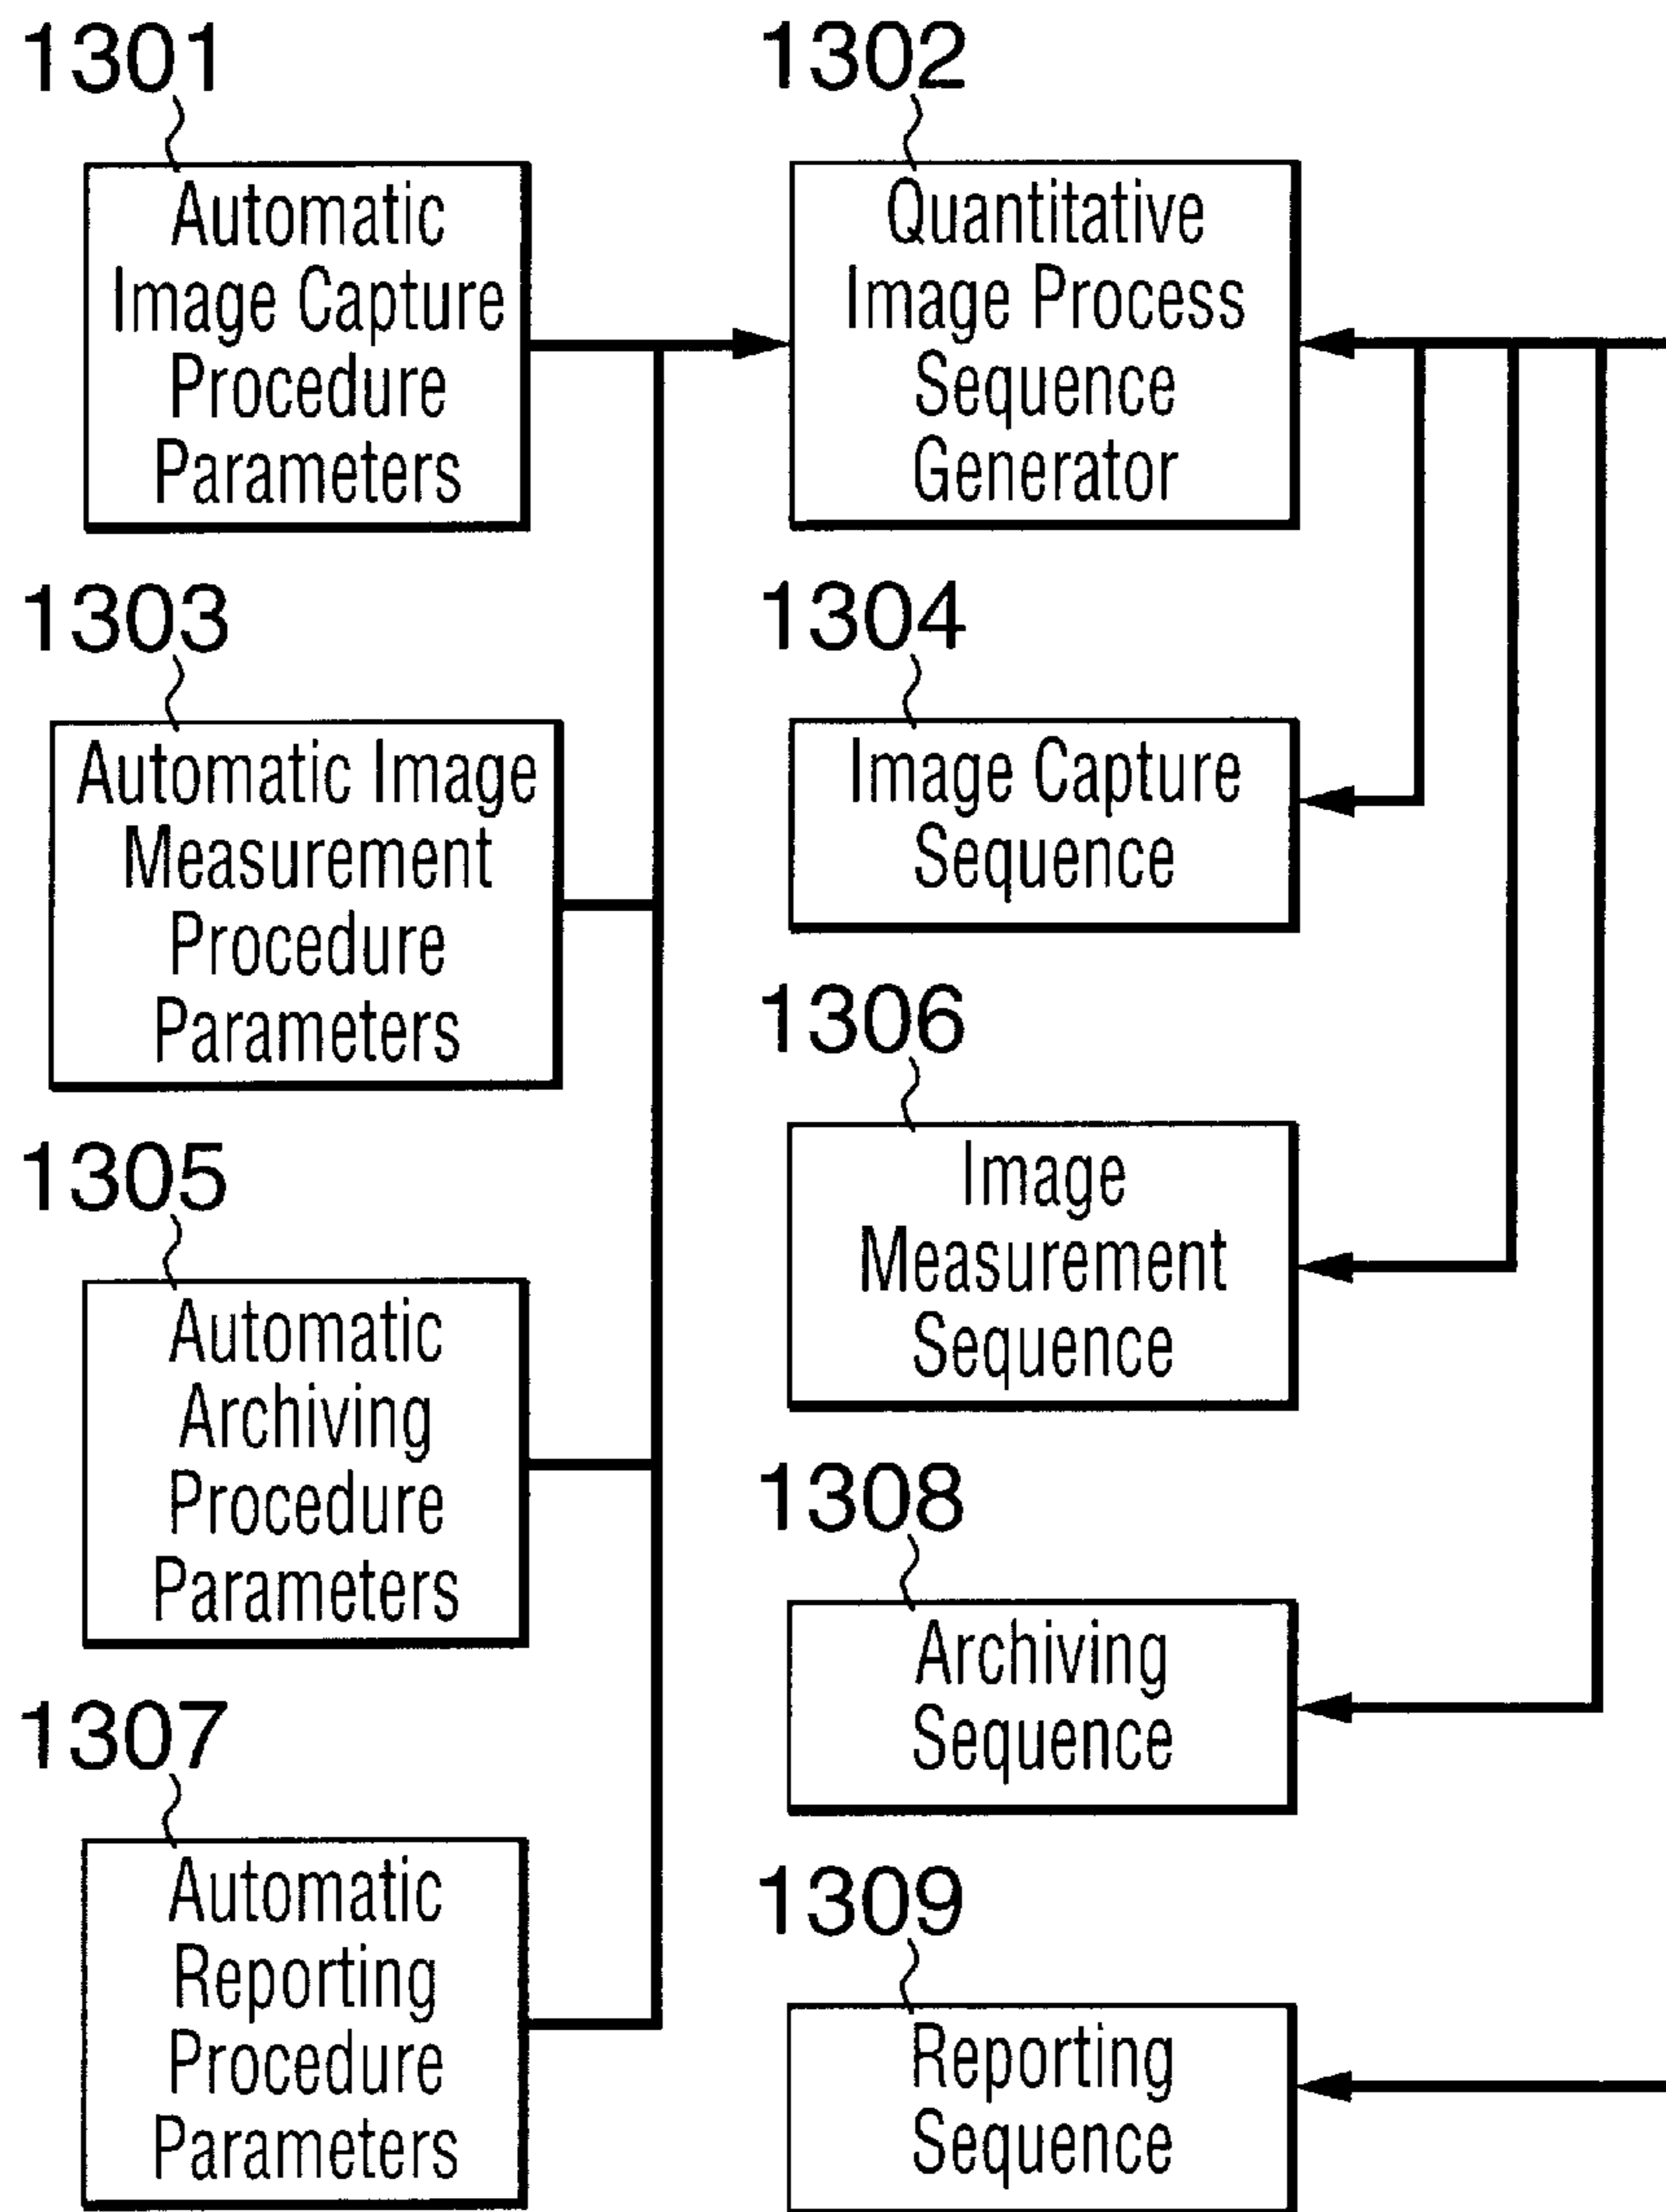 1301
Automatic
Image Capture
Procedure
Parameters
1302
Quantitative
Image Process
Sequence
Generator
1303
Automatic Image
Measurement
Procedure
Parameters
1304
Image Capture
Sequence
1305
Automatic
Archiving
Procedure
Parameters
1306
Image
Measurement
Sequence
1307
Automatic
Reporting
Procedure
Parameters
1308
Archiving
Sequence
1309
Reporting
Sequence